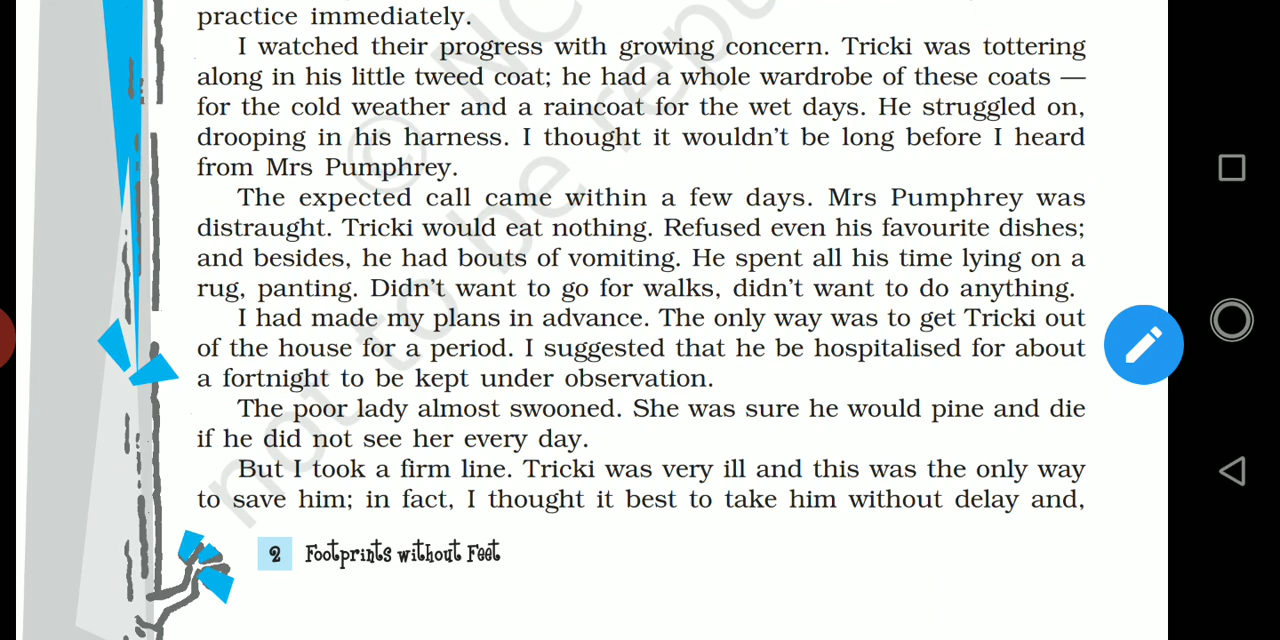 practice immediately.
I watched their progress with growing concern. Tricki was tottering
along in his little tweed coat; he had a whole wardrobe of these coats —
for the cold weather and a raincoat for the wet days. He struggled on,
drooping in his harness. I thought it wouldn't be long before I heard
from Mrs Pumphrey.
The expected call came within a few days. Mrs Pumphrey was
distraught. Tricki would eat nothing. Refused even his favourite dishes;
and besides, he had bouts of vomiting. He spent all his time lying on a
rug, panting. Didn't want to go for walks, didn't want to do anything.
I had made my plans in advance. The only way was to get Tricki out
of the house for a period. I suggested that he be hospitalised for about
a fortnight to be kept under observation.
The poor lady almost swooned. She was sure he would pine and die
if he did not see her every day.
But I took a firm line. Tricki was very ill and this was the only way
to save him; in fact, I thought it best to take him without delay and,
2 Footprints without Feet
© NC
not to be repu